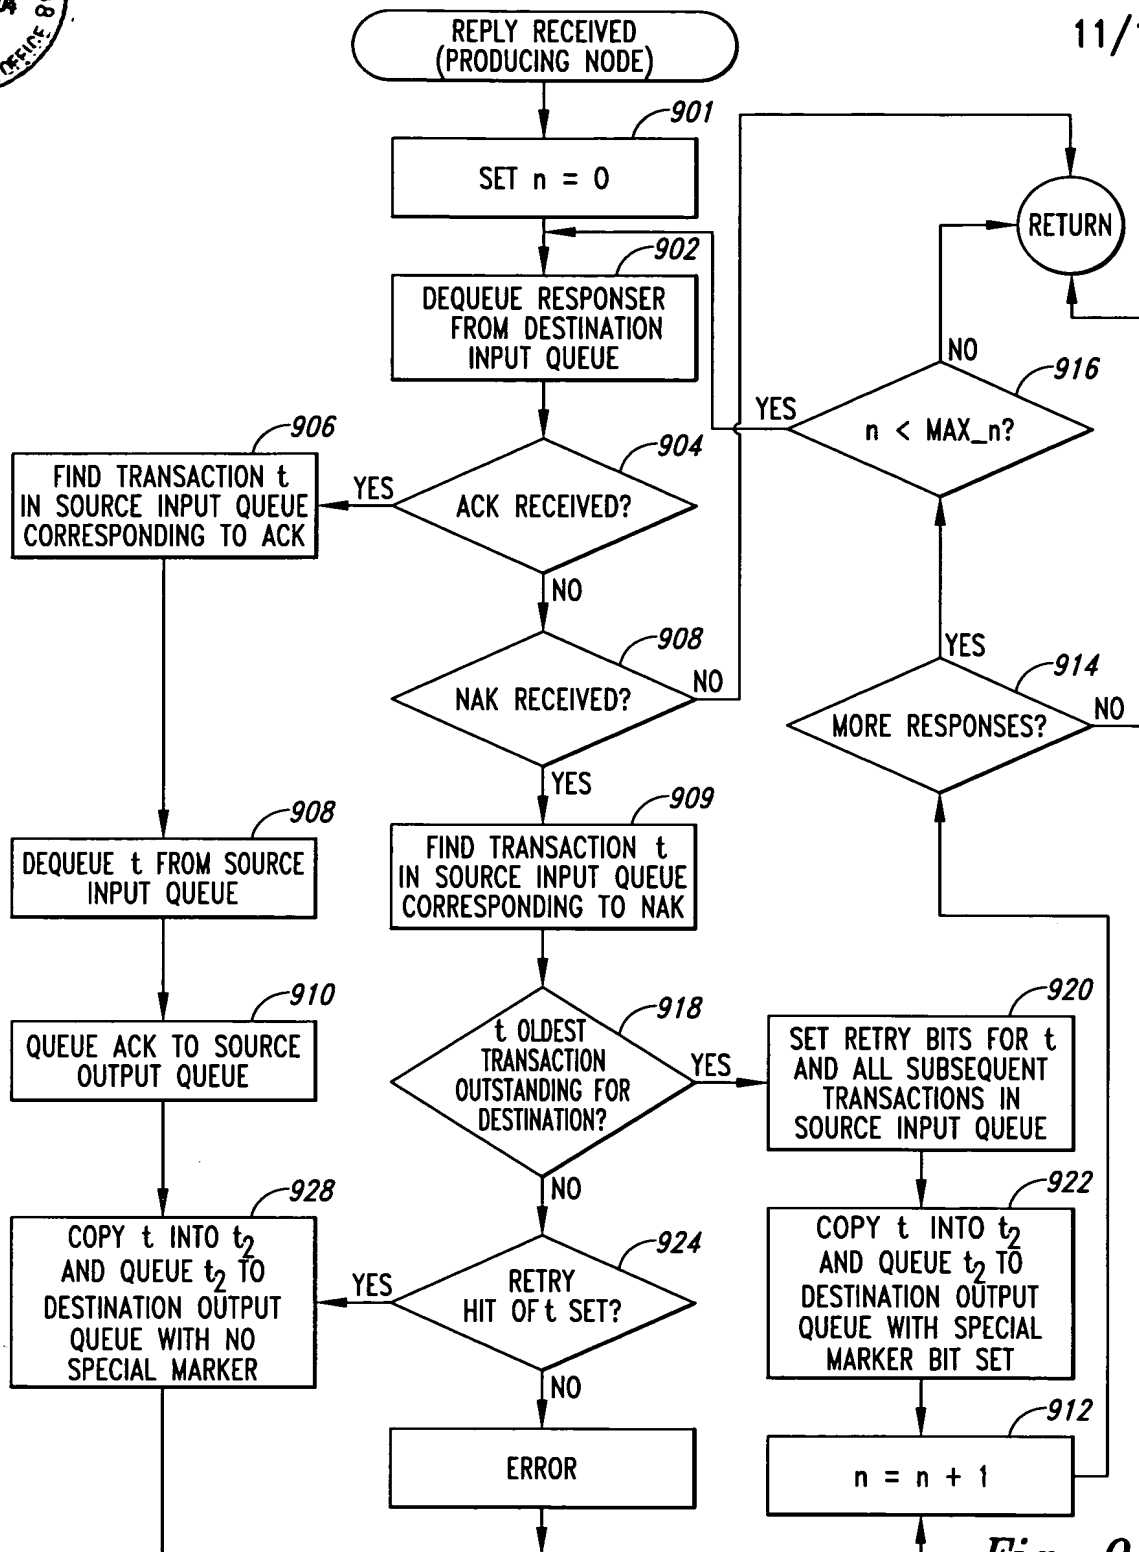 OFFICE
11/
REPLY RECEIVED
(PRODUCING NODE)
901
SET n = 0
902
DEQUEUE RESPONSER
FROM DESTINATION
INPUT QUEUE
RETURN
NO
916
n < MAX_n?
YES
906
FIND TRANSACTION t
IN SOURCE INPUT QUEUE
CORRESPONDING TO ACK
YES
904
ACK RECEIVED?
NO
908
NAK RECEIVED?
NO
YES
YES
914
MORE RESPONSES?
NO
908
DEQUEUE t FROM SOURCE
INPUT QUEUE
909
FIND TRANSACTION t
IN SOURCE INPUT QUEUE
CORRESPONDING TO NAK
910
QUEUE ACK TO SOURCE
OUTPUT QUEUE
918
t OLDEST
TRANSACTION
OUTSTANDING FOR
DESTINATION?
YES
NO
920
SET RETRY BITS FOR t
AND ALL SUBSEQUENT
TRANSACTIONS IN
SOURCE INPUT QUEUE
928
COPY t INTO t2
AND QUEUE t2 TO
DESTINATION OUTPUT
QUEUE WITH NO
SPECIAL MARKER
YES
924
RETRY
HIT OF t SET?
NO
922
COPY t INTO t2
AND QUEUE t2 TO
DESTINATION OUTPUT
QUEUE WITH SPECIAL
MARKER BIT SET
ERROR
912
n = n + 1
Fig. 9